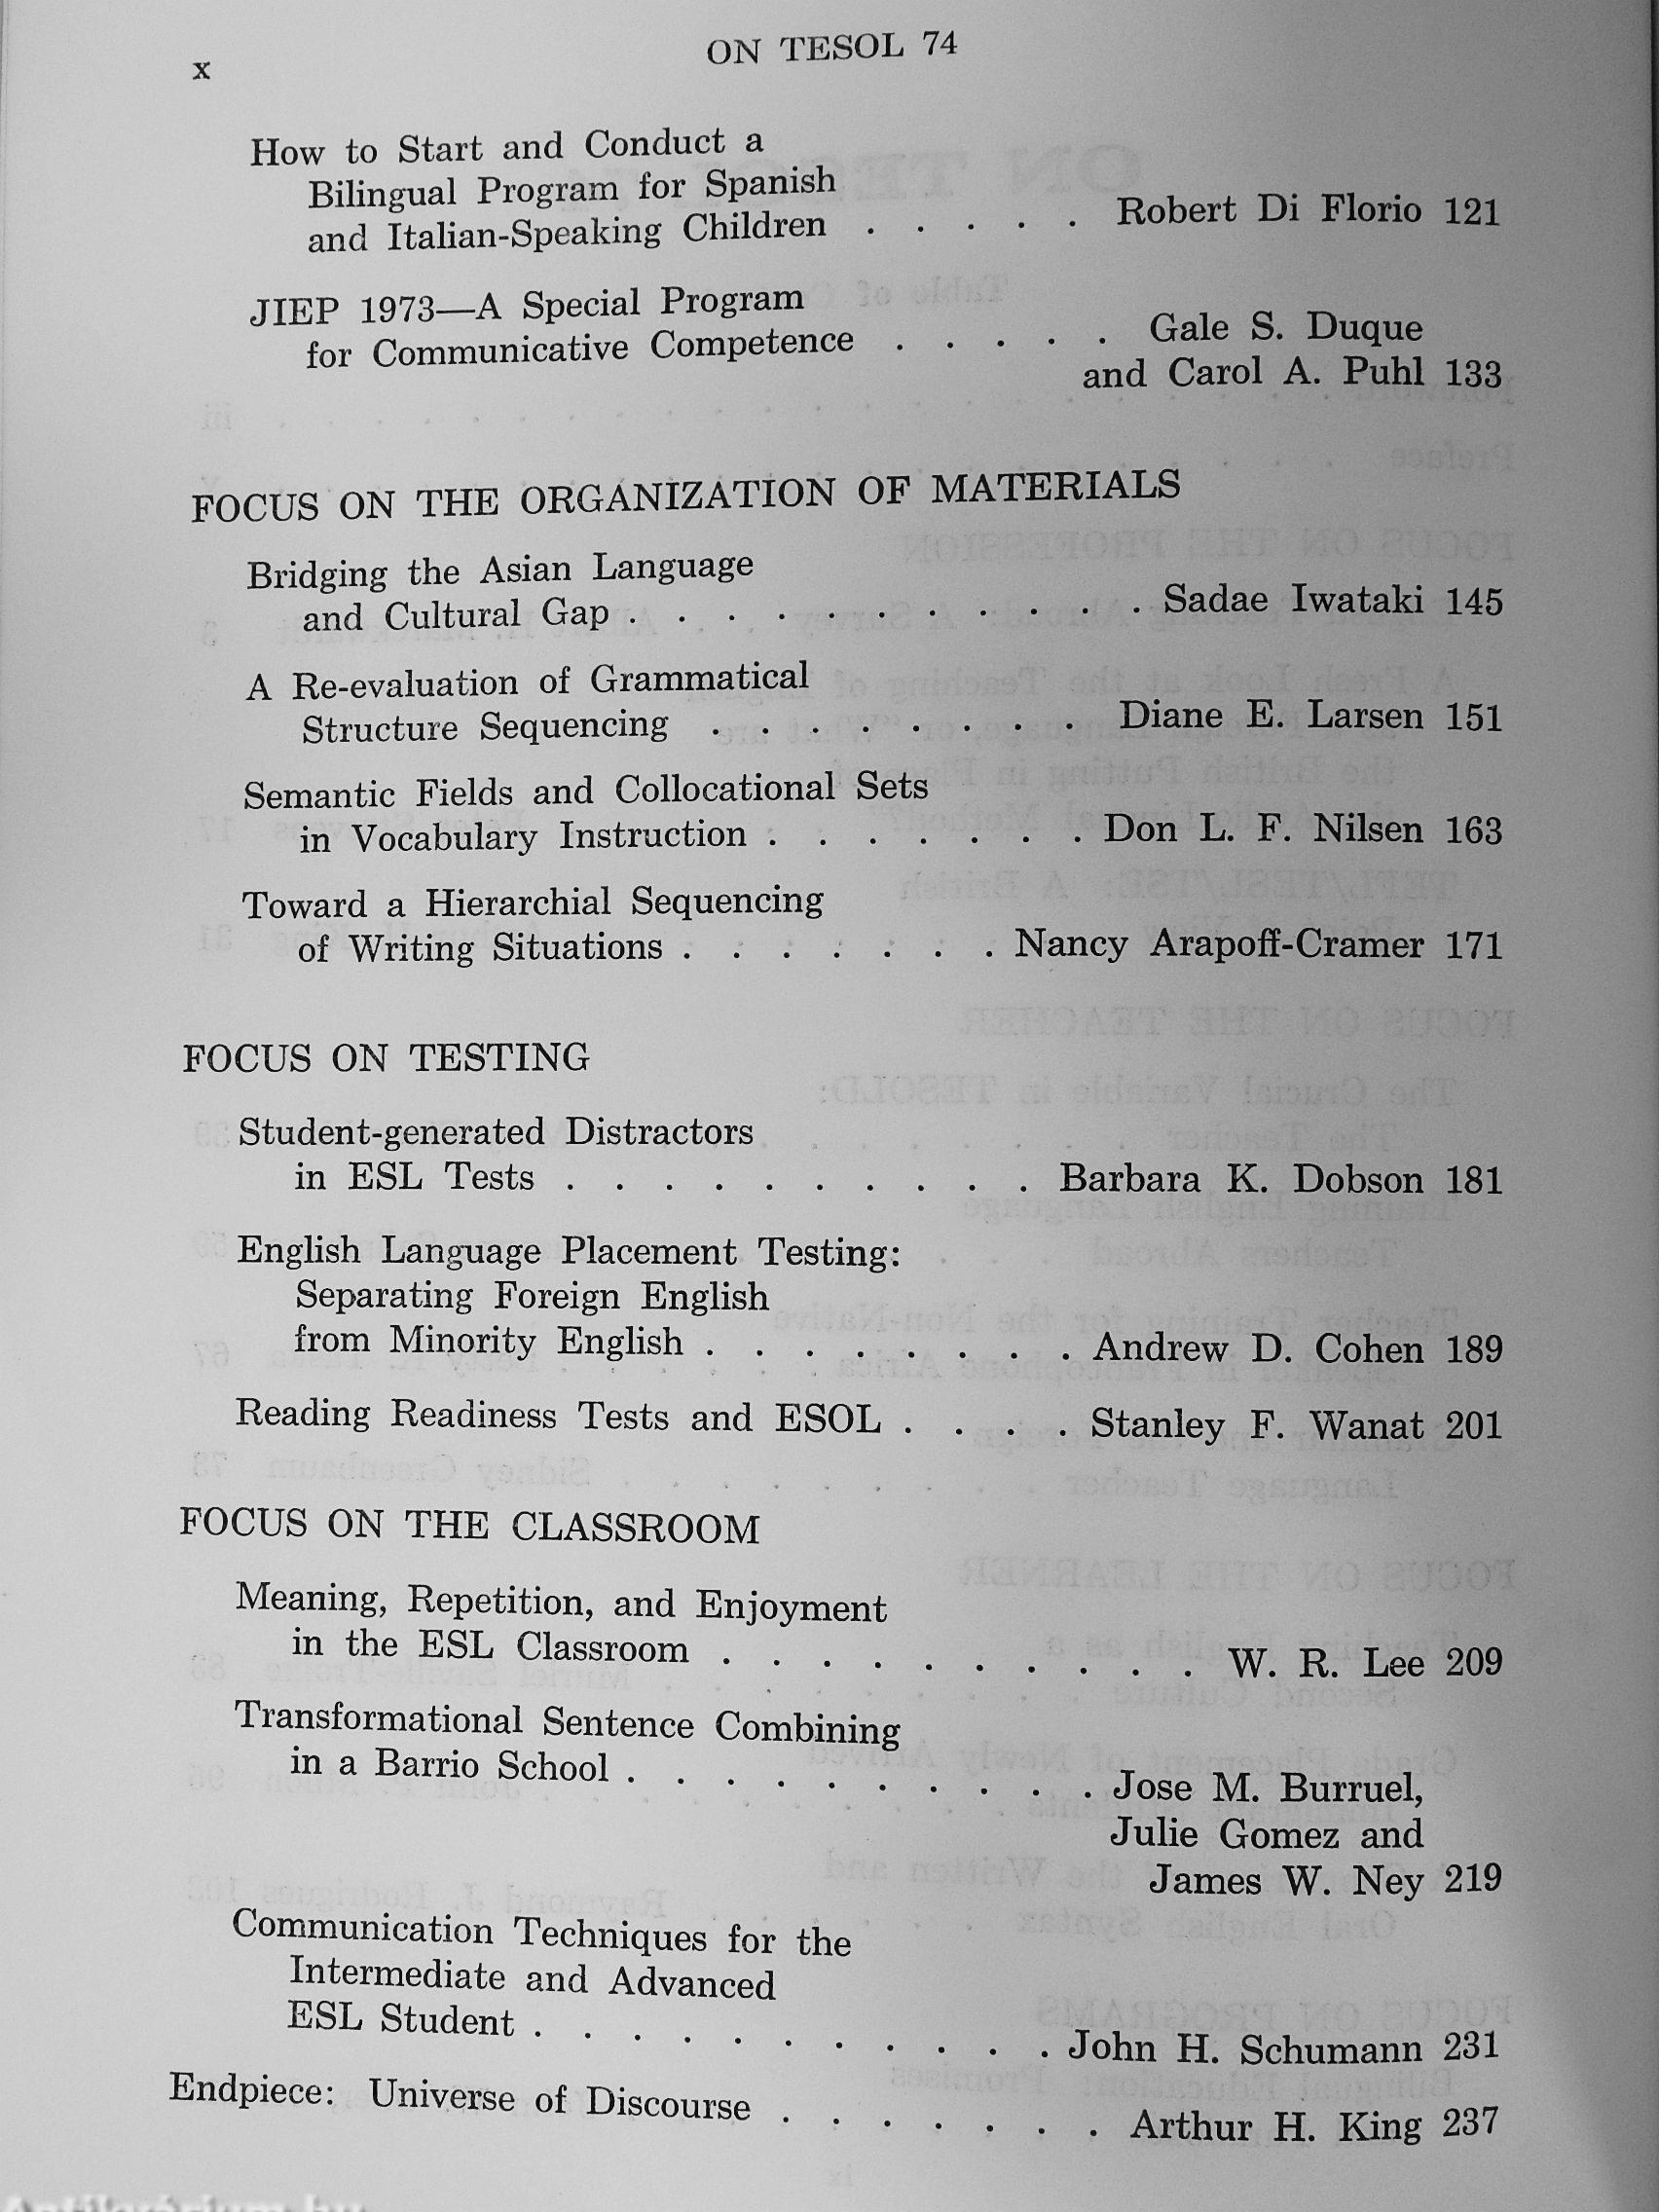 x
ON TESOL 74
How to Start and Conduct a
Bilingual Program for Spanish
and Italian-Speaking Children . . . . . Robert Di Florio 121
JIEP 1973—A Special Program
for Communicative Competence . . . . . Gale S. Duque
and Carol A. Puhl 133
FOCUS ON THE ORGANIZATION OF MATERIALS
Bridging the Asian Language
and Cultural Gap . . . . . . . . . . . Sadae Iwataki 145
A Re-evaluation of Grammatical
Structure Sequencing . . . . . . . . Diane E. Larsen 151
Semantic Fields and Collocational Sets
in Vocabulary Instruction . . . . . . . Don L. F. Nilsen 163
Toward a Hierarchial Sequencing
of Writing Situations . . . . . . . Nancy Arapoff-Cramer 171
FOCUS ON TESTING
Student-generated Distractors
in ESL Tests . . . . . . . . . . Barbara K. Dobson 181
English Language Placement Testing:
Separating Foreign English
from Minority English . . . . . . . . Andrew D. Cohen 189
Reading Readiness Tests and ESOL . . . . Stanley F. Wanat 201
FOCUS ON THE CLASSROOM
Meaning, Repetition, and Enjoyment
in the ESL Classroom . . . . . . . . . . W. R. Lee 209
Transformational Sentence Combining
in a Barrio School . . . . . . . . . . Jose M. Burruel,
Julie Gomez and
James W. Ney 219
Communication Techniques for the
Intermediate and Advanced
ESL Student . . . . . . . . . . . John H. Schumann 231
Endpiece: Universe of Discourse . . . . . . . Arthur H. King 237